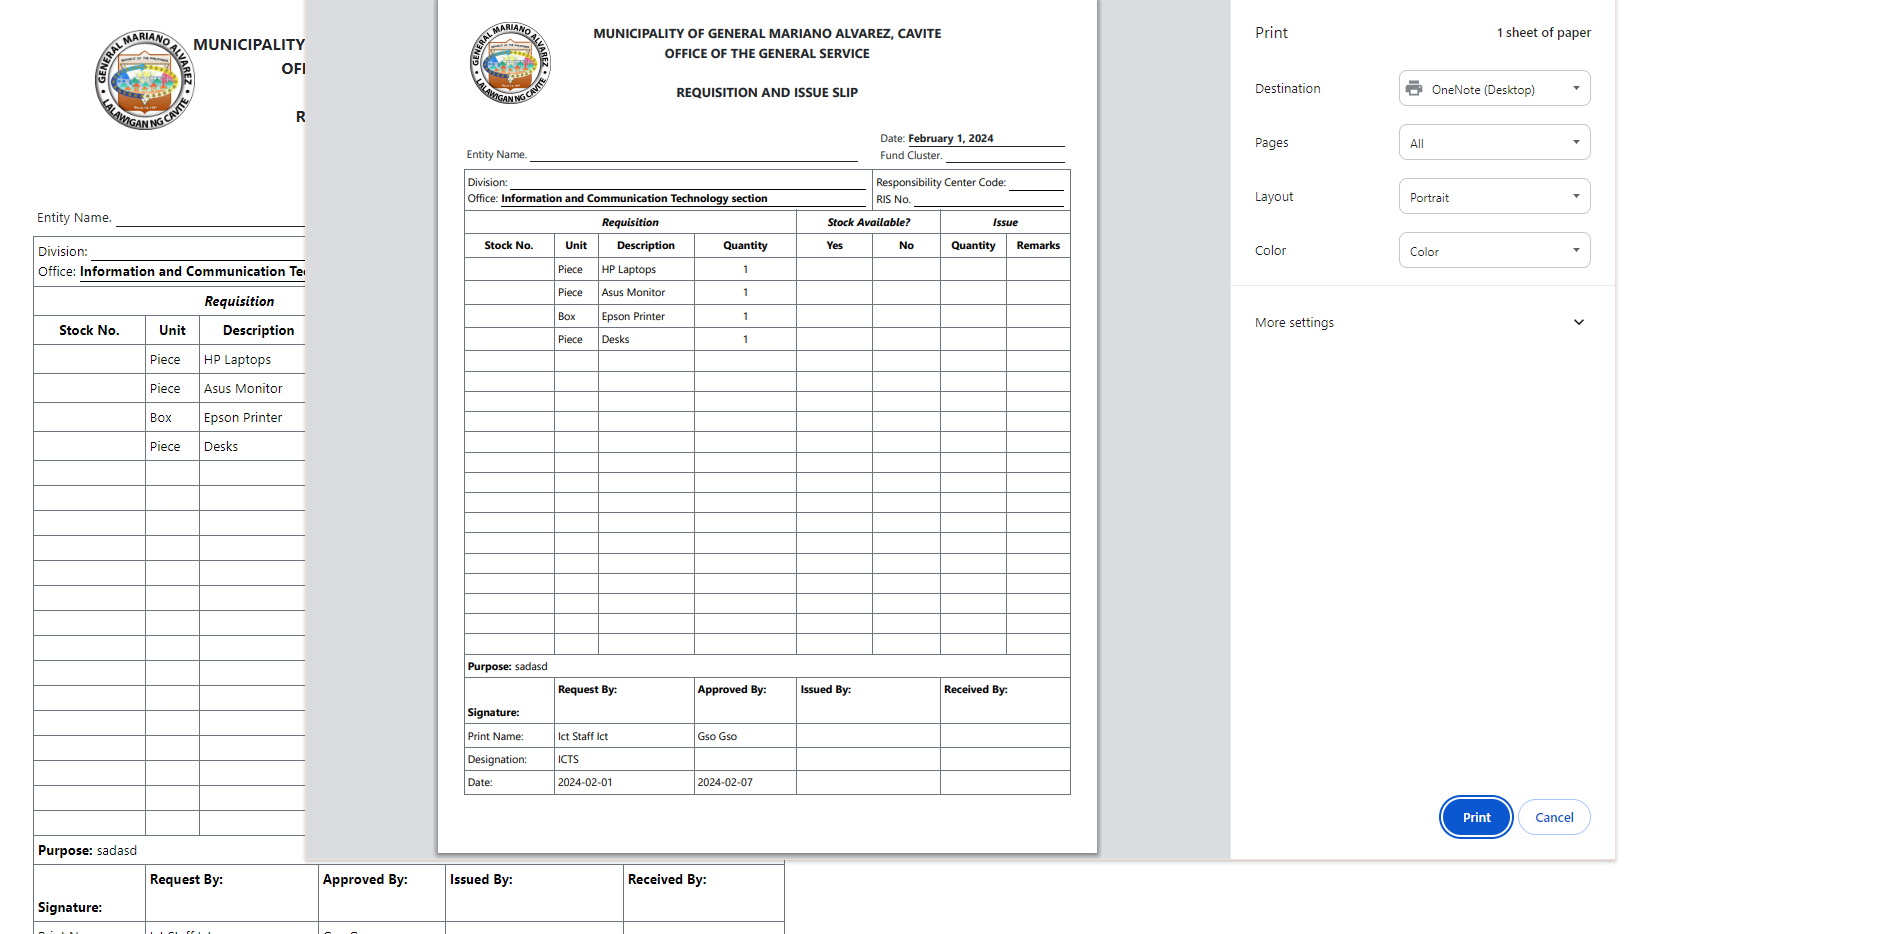 MUNICIPALITY
OFF
R
Entity Name.
Division:
Office: Information and Communication Te
Requisition
Stock No. Unit Description
Piece HP Laptops
Piece Asus Monitor
Box Epson Printer
Piece Desks
Purpose: sadasd
Request By: Approved By: Issued By: Received By:
Signature:
GENERAL MARIANO ALVAREZ
LALAWIGAN NG CAVITE
MUNICIPALITY OF GENERAL MARIANO ALVAREZ, CAVITE
OFFICE OF THE GENERAL SERVICE
REQUISITION AND ISSUE SLIP
Date: February 1, 2024
Entity Name. Fund Cluster.
Division: Responsibility Center Code:
Office: Information and Communication Technology section RIS No.
Requisition Stock Available? Issue
Stock No. Unit Description Quantity Yes No Quantity Remarks
Piece HP Laptops 1
Piece Asus Monitor 1
Box Epson Printer 1
Piece Desks 1
Purpose: sadasd
Request By: Approved By: Issued By: Received By:
Signature:
Print Name: Ict Staff Ict Gso Gso
Designation: ICTS
Date: 2024-02-01 2024-02-07
Print 1 sheet of paper
Destination OneNote (Desktop)
Pages All
Layout Portrait
Color Color
More settings
Print Cancel